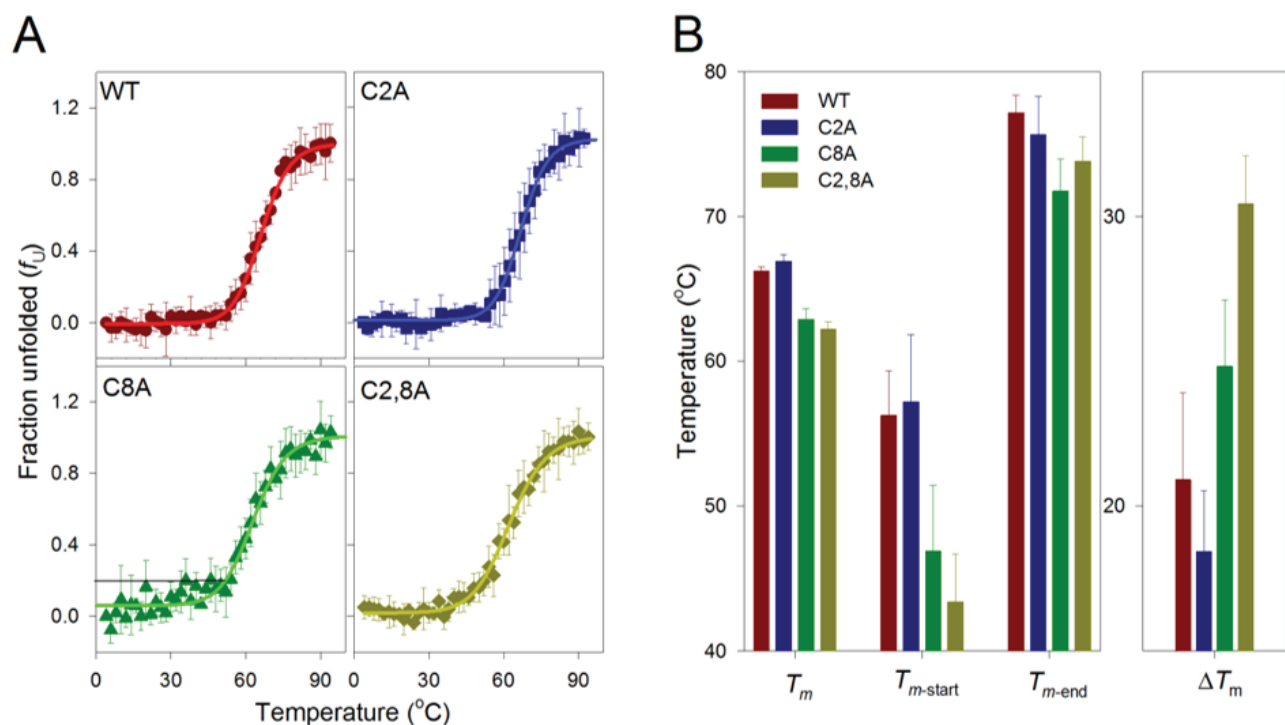 A
B
WT
C2A
1.2
0.8
0.4
0.0
C8A
C2,8A
1.2
0.8
0.4
0.0
Fraction unfolded (fU)
0 30 60 90 0 30 60 90
Temperature (°C)
80
70
60
50
40
Temperature (°C)
WT
C2A
C8A
C2,8A
30
20
Tm Tm-start Tm-end ΔTm